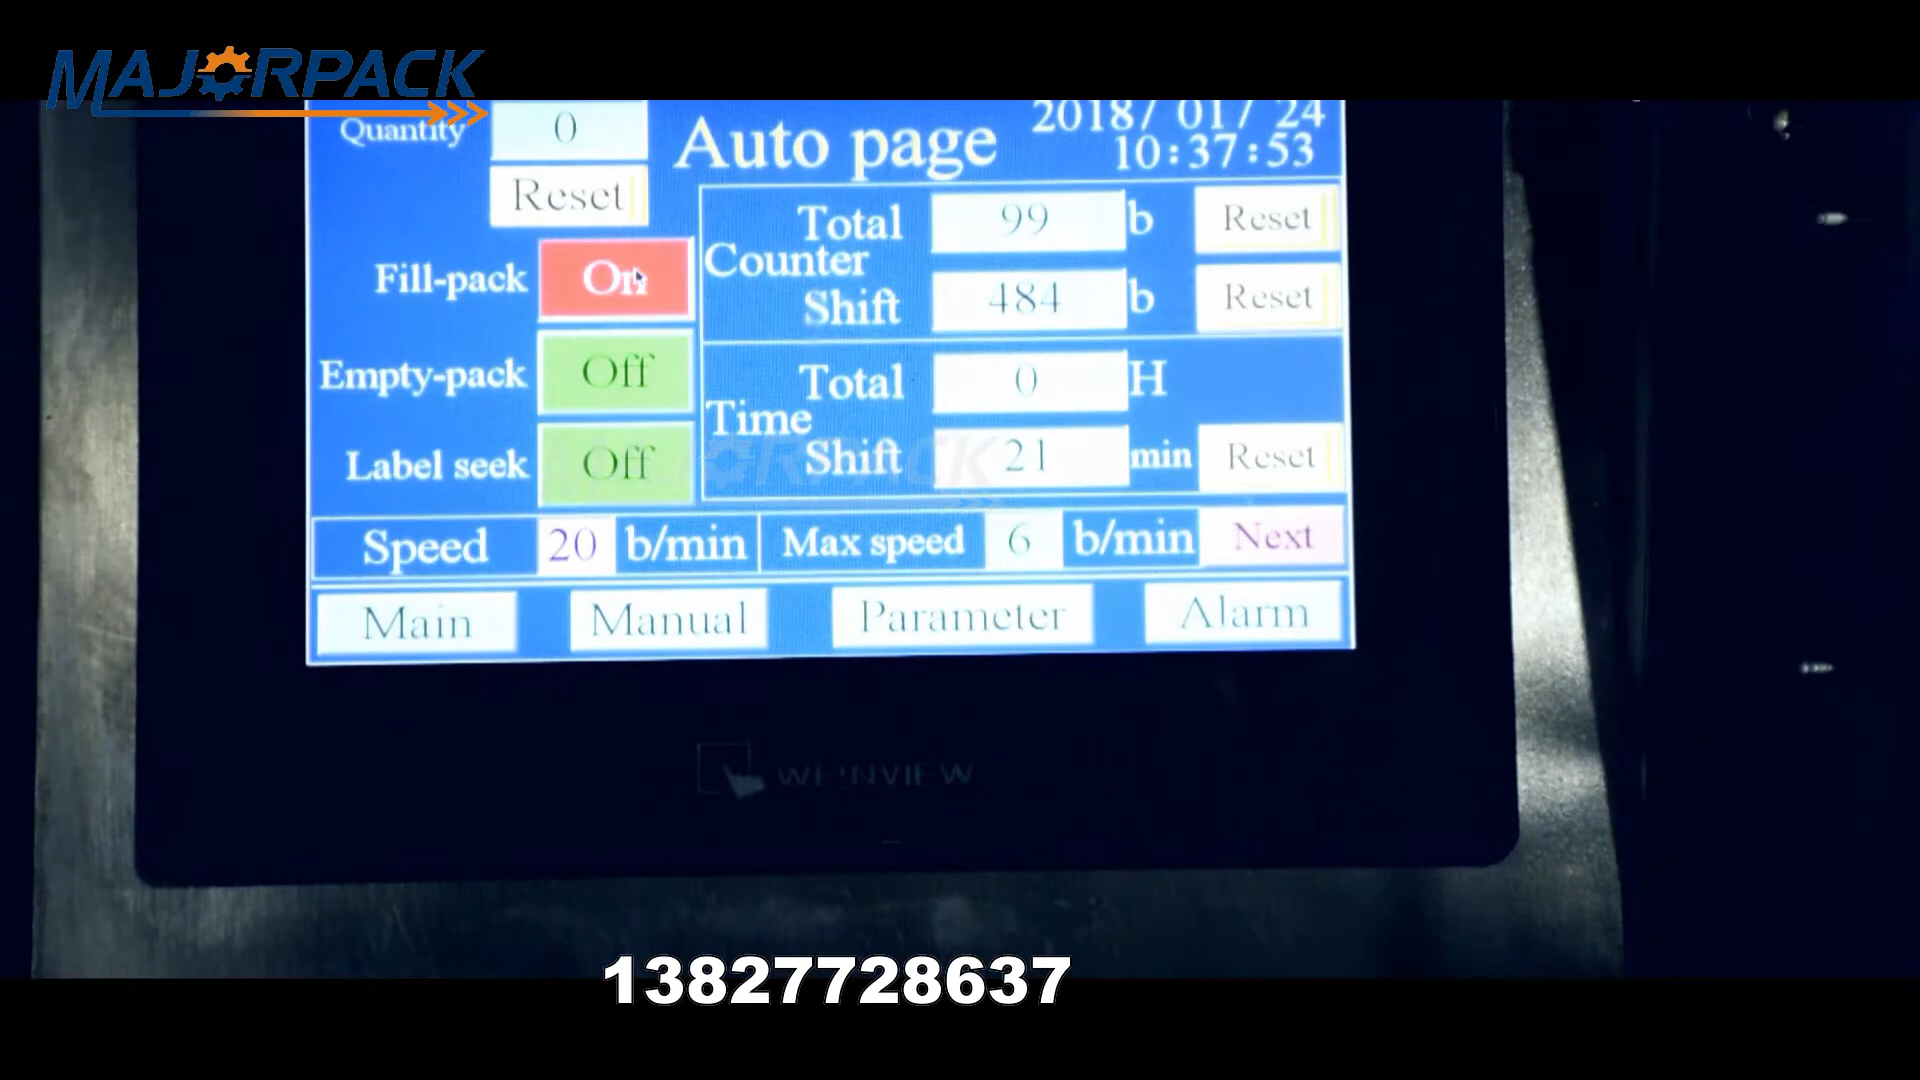 MAJORPACK
Quantity 0
Auto page
2018/ 01/ 24
10:37:53
Reset
Fill-pack On
Empty-pack Off
Label seek Off
Counter
Total 99 b Reset
Shift 484 b Reset
Time
Total 0 H
Shift 21 min Reset
MAJORPACK
Speed 20 b/min Max speed 6 b/min Next
Main Manual Parameter Alarm
WEINVIEW
13827728637